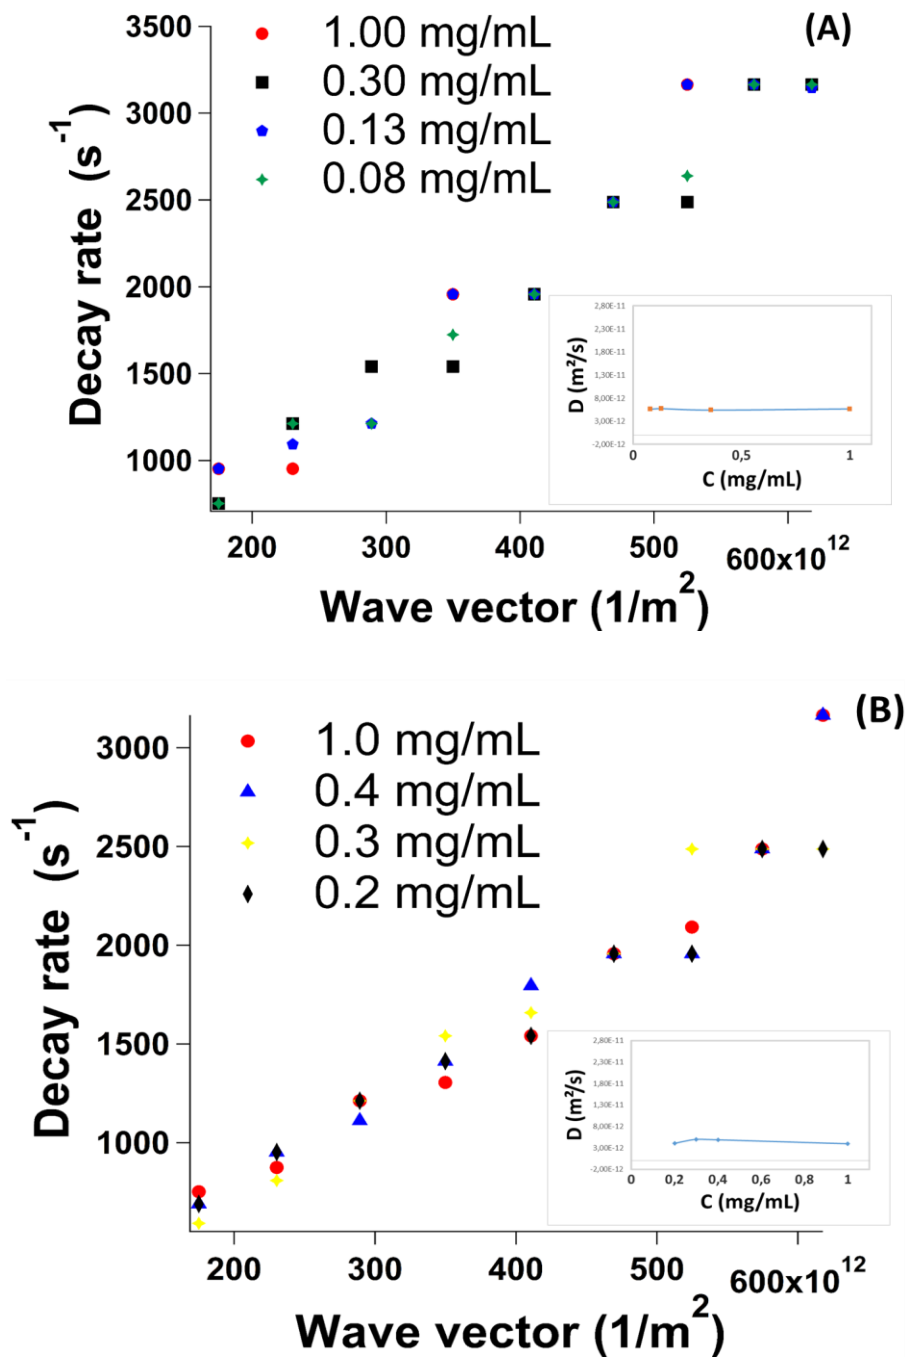 (A)
1.00 mg/mL
0.30 mg/mL
0.13 mg/mL
0.08 mg/mL
Decay rate (s⁻¹)
3500
3000
2500
2000
1500
1000
200
300
400
500
600x10¹²
Wave vector (1/m²)
D (m²/s)
2,80E-11
2,30E-11
1,80E-11
1,30E-11
8,00E-12
3,00E-12
-2,00E-12
0
0,5
1
C (mg/mL)
(B)
1.0 mg/mL
0.4 mg/mL
0.3 mg/mL
0.2 mg/mL
Decay rate (s⁻¹)
3000
2500
2000
1500
1000
200
300
400
500
600x10¹²
Wave vector (1/m²)
D (m²/s)
2,80E-11
2,30E-11
1,80E-11
1,30E-11
8,00E-12
3,00E-12
-2,00E-12
0
0,2
0,4
0,6
0,8
1
C (mg/mL)